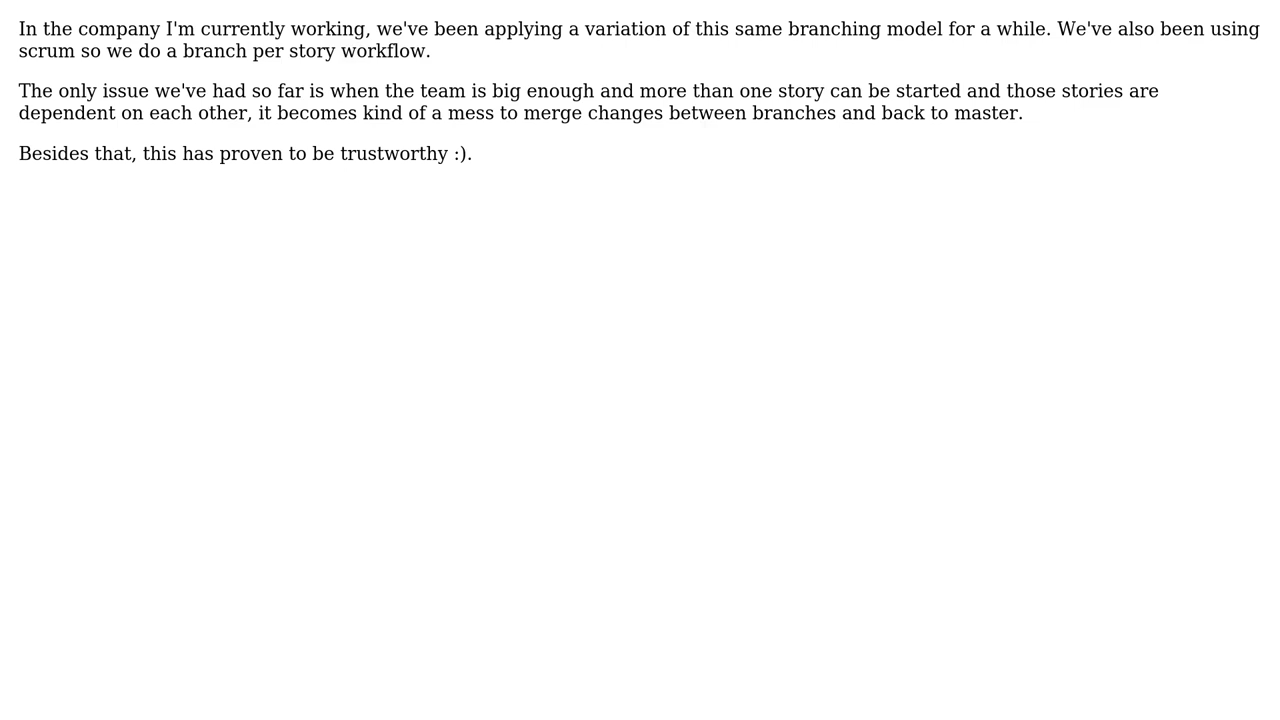 In the company I'm currently working, we've been applying a variation of this same branching model for a while. We've also been using
scrum so we do a branch per story workflow.
The only issue we've had so far is when the team is big enough and more than one story can be started and those stories are
dependent on each other, it becomes kind of a mess to merge changes between branches and back to master.
Besides that, this has proven to be trustworthy :).